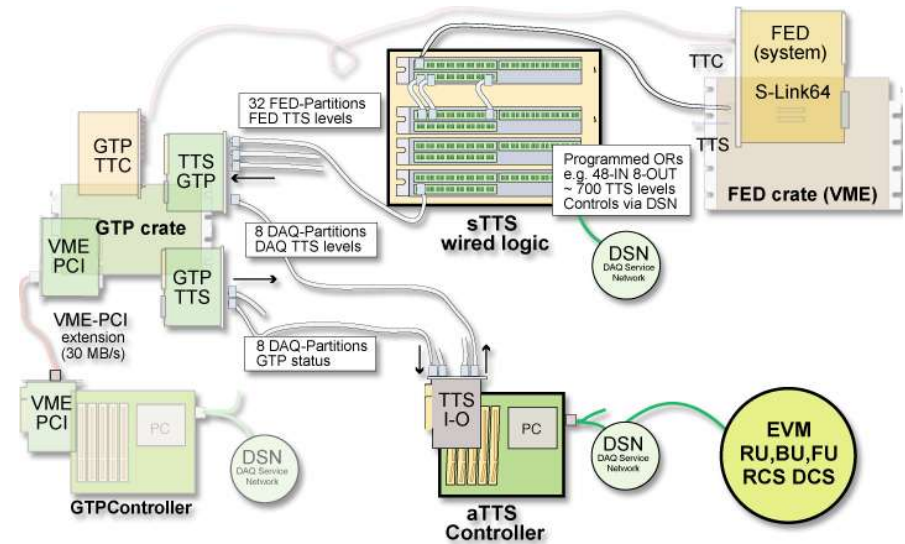 FED
(system)
TTC
S-Link64
TTS
FED crate (VME)
32 FED-Partitions
FED TTS levels
GTP
TTC
TTS
GTP
GTP crate
VME
PCI
GTP
TTS
8 DAQ-Partitions
DAQ TTS levels
sTTS
wired logic
Programmed ORs
e.g. 48-IN 8-OUT
~ 700 TTS levels
Controls via DSN
DSN
DAQ Service
Network
VME-PCI
extension
(30 MB/s)
8 DAQ-Partitions
GTP status
VME
PCI
PC
DSN
DAQ Service
Network
GTPController
TTS
I-O
PC
aTTS
Controller
DSN
DAQ Service
Network
EVM
RU,BU,FU
RCS DCS